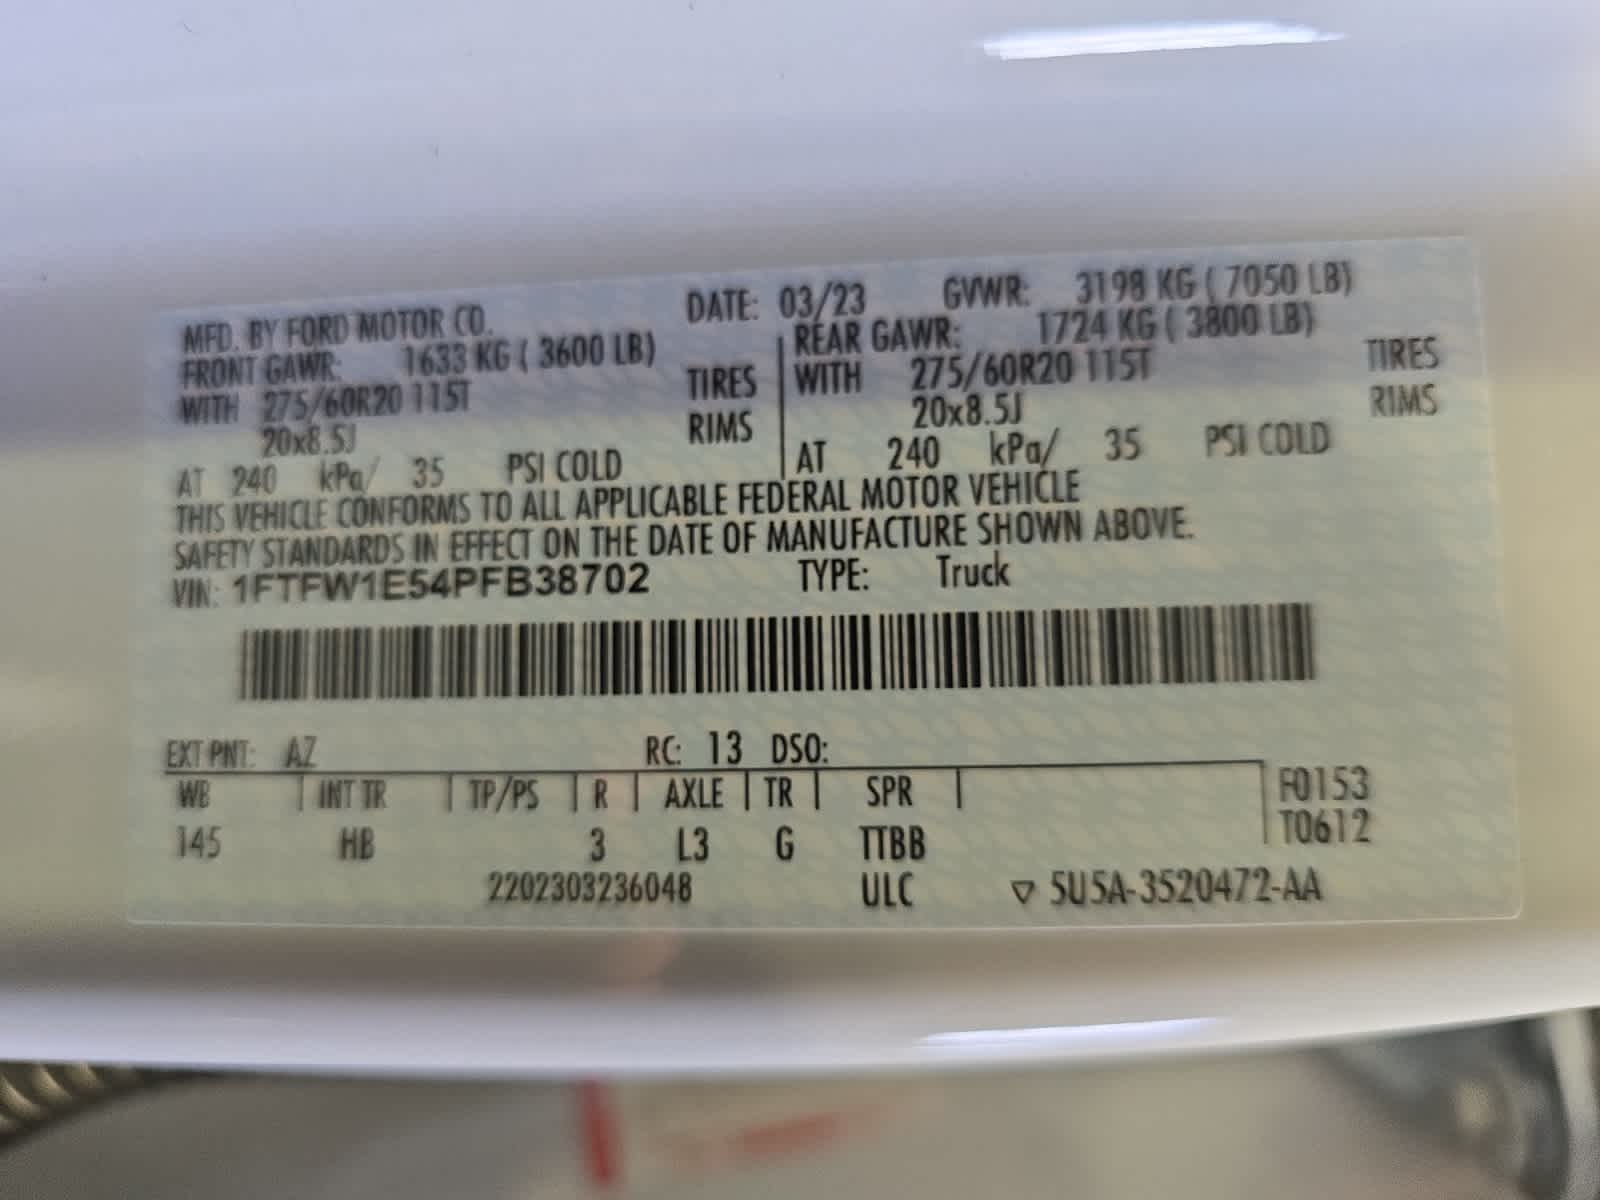 MFD. BY FORD MOTOR CO. DATE: 03/23 GVWR: 3198 KG ( 7050 LB)
FRONT GAWR: 1633 KG ( 3600 LB) REAR GAWR: 1724 KG ( 3800 LB)
WITH 275/60R20 115T TIRES WITH 275/60R20 115T TIRES
20x8.5J RIMS 20x8.5J RIMS
AT 240 kPa/ 35 PSI COLD AT 240 kPa/ 35 PSI COLD
THIS VEHICLE CONFORMS TO ALL APPLICABLE FEDERAL MOTOR VEHICLE
SAFETY STANDARDS IN EFFECT ON THE DATE OF MANUFACTURE SHOWN ABOVE.
VIN: 1FTFW1E54PFB38702 TYPE: Truck
EXT PNT: AZ RC: 13 DSO:
WB INT TR TP/PS R AXLE TR SPR F0153
145 HB 3 L3 G TTBB T0612
2202303236048 ULC ▽ 5U5A-3520472-AA